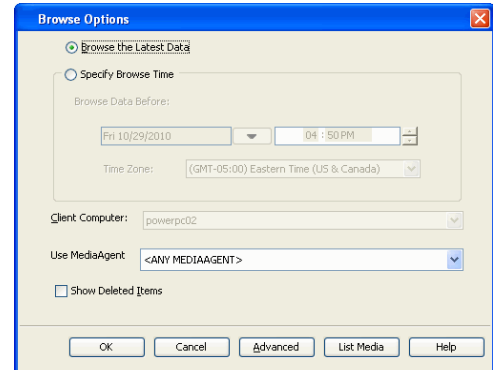 Browse Options
Browse the Latest Data
Specify Browse Time
Browse Data Before:
Fri 10/29/2010 04 : 50 PM
Time Zone: (GMT-05:00) Eastern Time (US & Canada)
Client Computer: powerpc02
Use MediaAgent <ANY MEDIAAGENT>
Show Deleted Items
OK Cancel Advanced List Media Help